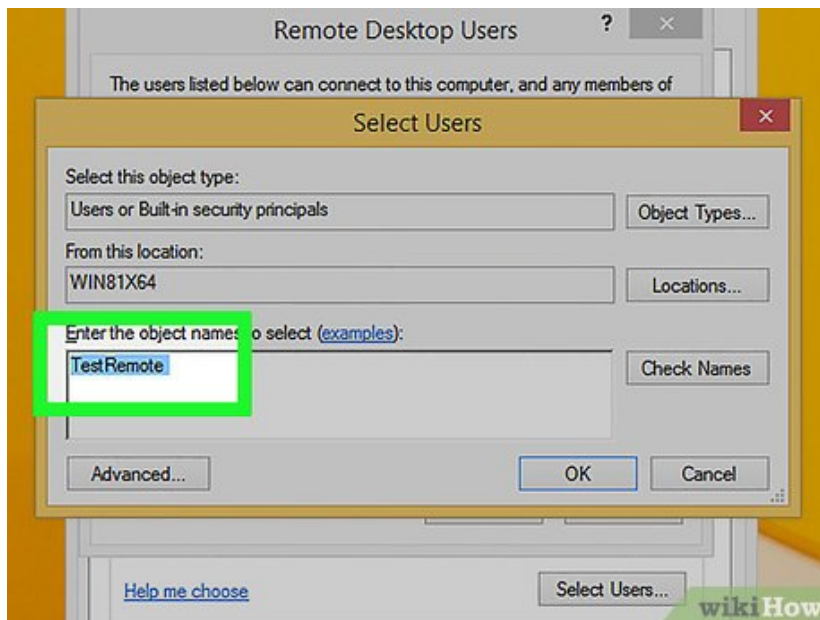 Remote Desktop Users
?
The users listed below can connect to this computer, and any members of
Select Users
Select this object type:
Users or Built-in security principals
Object Types...
From this location:
WIN81X64
Locations...
Enter the object names to select (examples):
TestRemote
Check Names
Advanced...
OK
Cancel
Help me choose
Select Users...
wikiHow